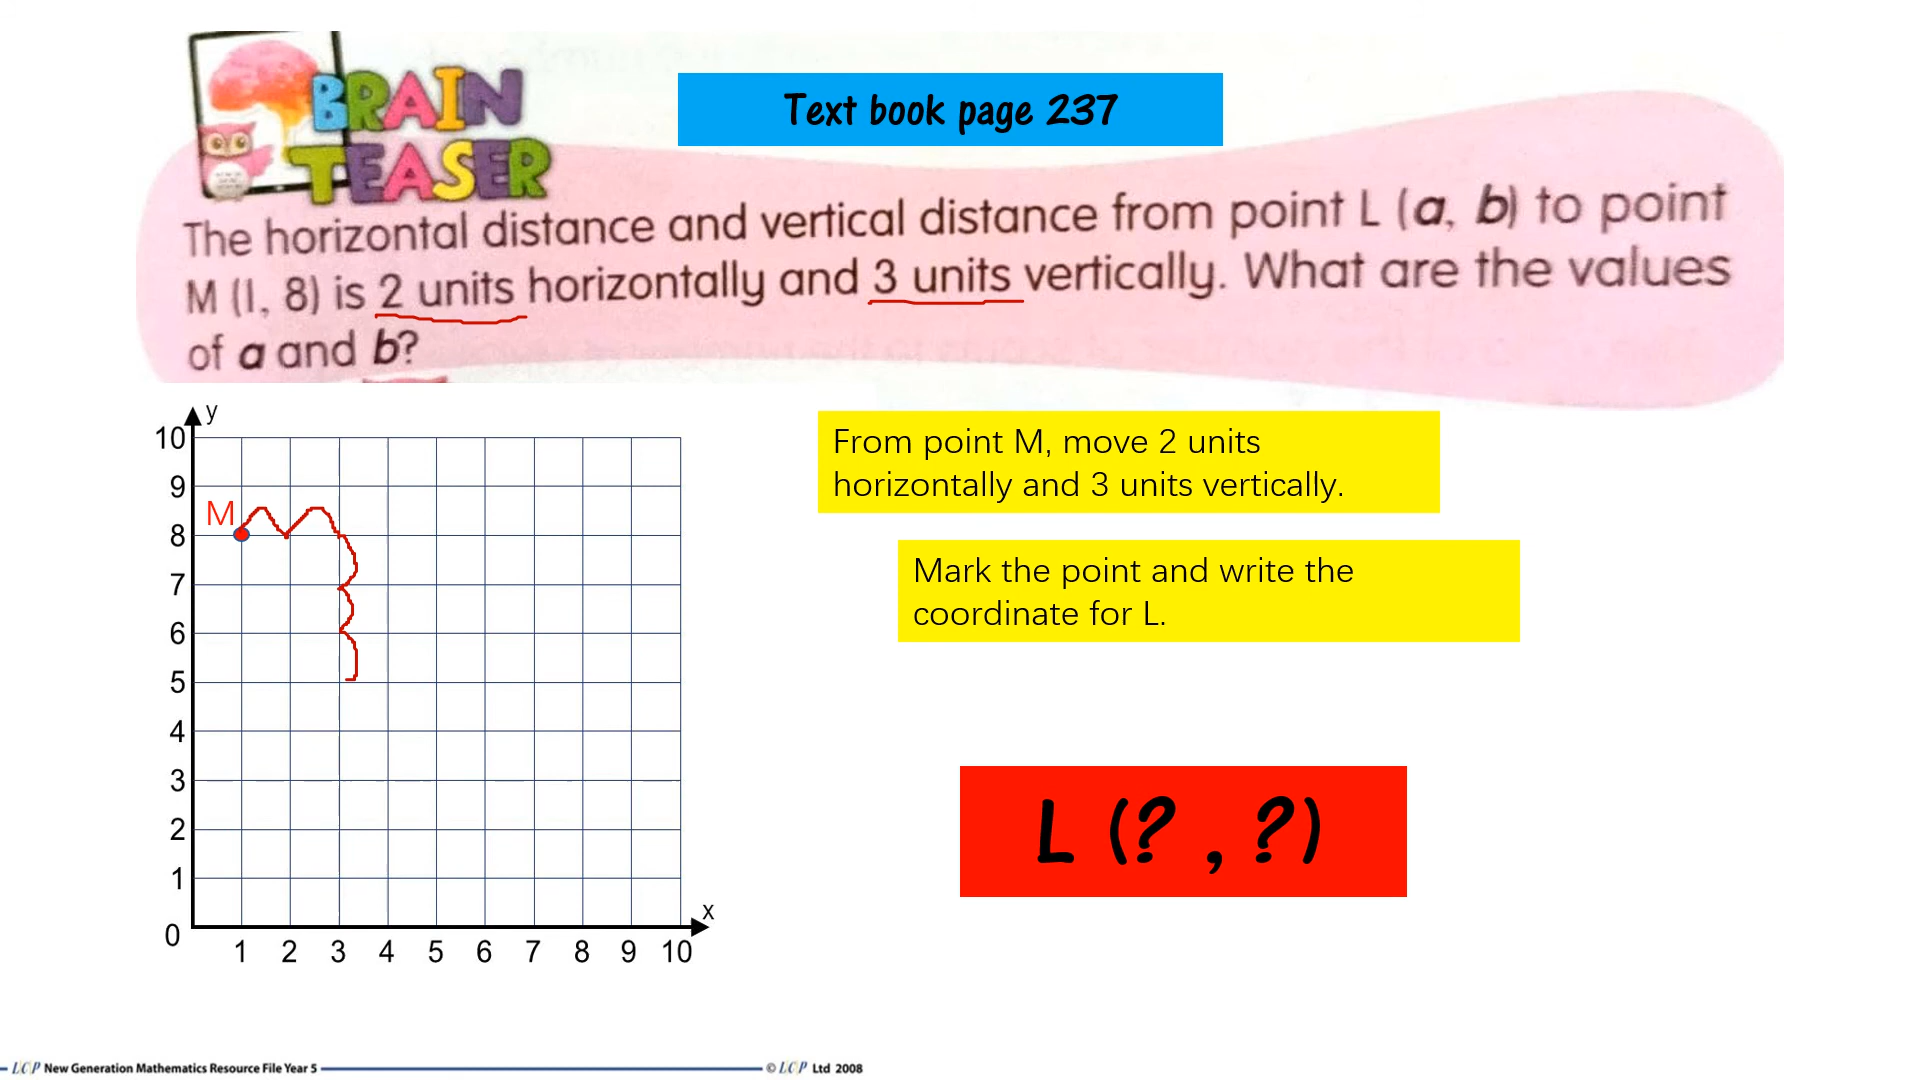 BRAIN
TEASER
Text book page 237
The horizontal distance and vertical distance from point L (a, b) to point
M (1, 8) is 2 units horizontally and 3 units vertically. What are the values
of a and b?
y
10
9
M
8
7
6
5
4
3
2
1
0
x
1 2 3 4 5 6 7 8 9 10
From point M, move 2 units
horizontally and 3 units vertically.
Mark the point and write the
coordinate for L.
L (? , ?)
LCP New Generation Mathematics Resource File Year 5
© LCP Ltd 2008